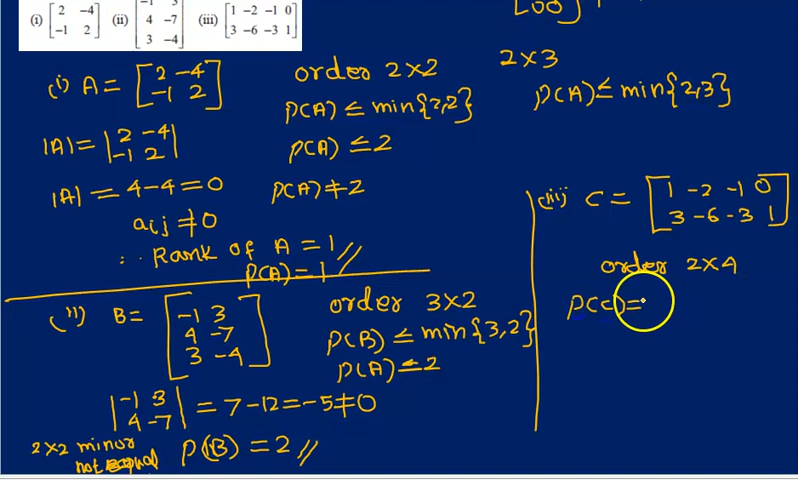 (i) [2 -4
-1 2] (ii) [-1 3
4 -7
3 -4] (iii) [1 -2 -1 0
3 -6 -3 1]
(i) A = [2 -4
-1 2]
order 2×2
ρ(A) ≤ min{2,2}
|A| = |2 -4
-1 2|
ρ(A) ≤ 2
|A| = 4-4=0
ρ(A) ≠ 2
aij ≠ 0
∴ Rank of A = 1 //
ρ(A) = 1
2×3
ρ(A) ≤ min{2,3}
(ii) B = [-1 3
4 -7
3 -4]
order 3×2
ρ(B) ≤ min{3,2}
ρ(A) ≤ 2
|-1 3
4 -7| = 7-12=-5≠0
2×2 minor
not equal
ρ(B) = 2 //
(iii) C = [1 -2 -1 0
3 -6 -3 1]
order 2×4
ρ(C)=